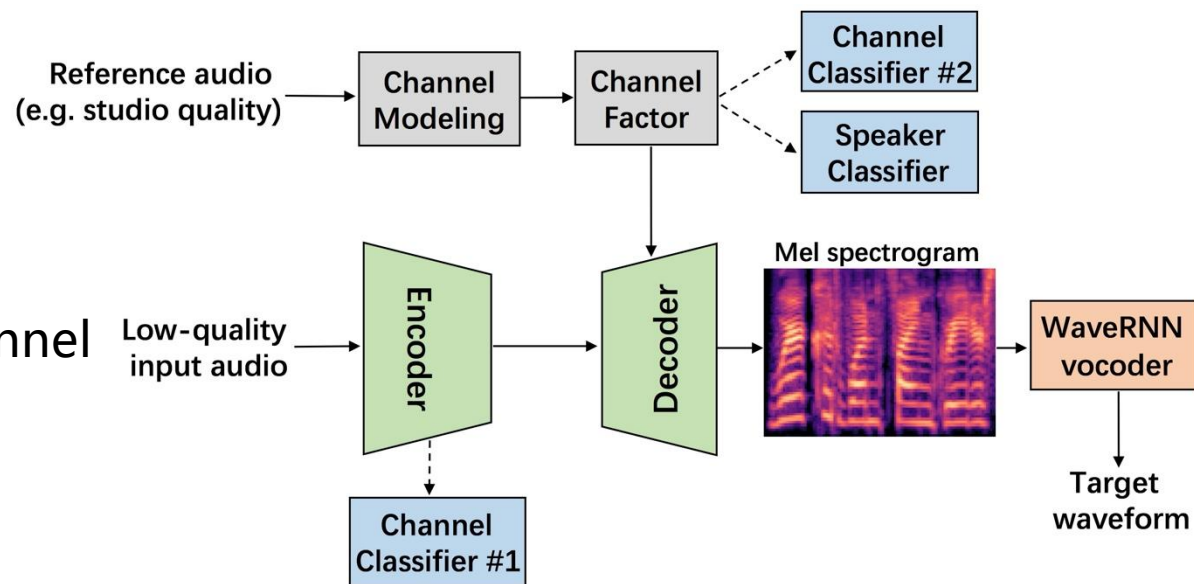 Reference audio
(e.g. studio quality)
Channel
Modeling
Channel
Factor
Channel
Classifier #2
Speaker
Classifier
nnel
Low-quality
input audio
Encoder
Decoder
Mel spectrogram
WaveRNN
vocoder
Target
waveform
Channel
Classifier #1